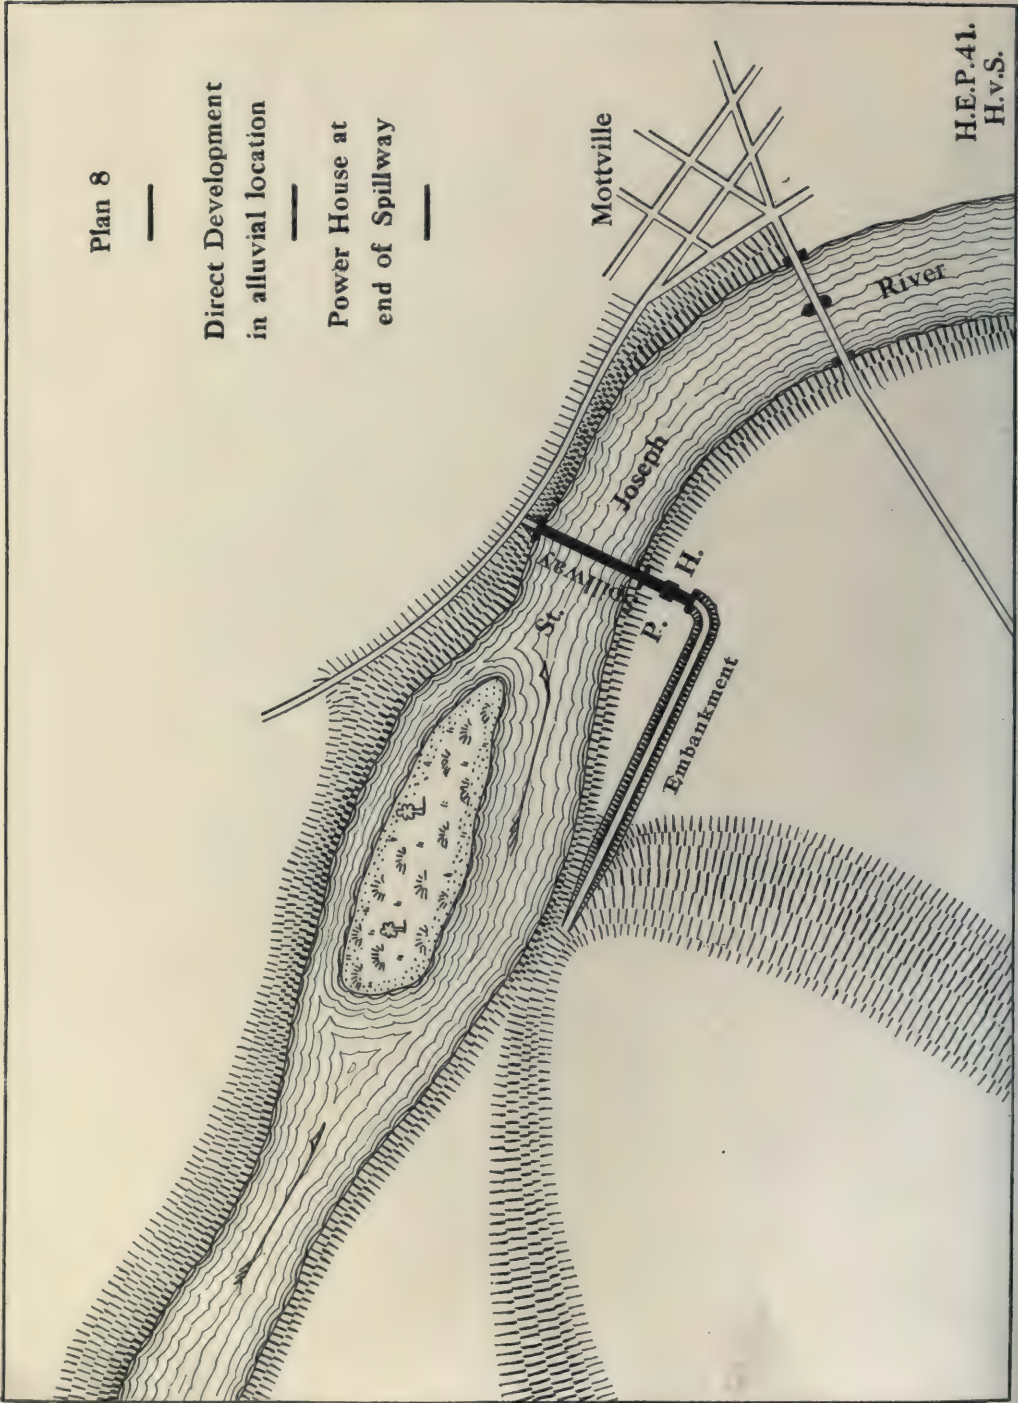 Plan 8
Direct Development
in alluvial location
Power House at
end of Spillway
Mottville
St. Joseph River
Spillway
P. H.
Embankment
H.E.P.41.
H.v.S.